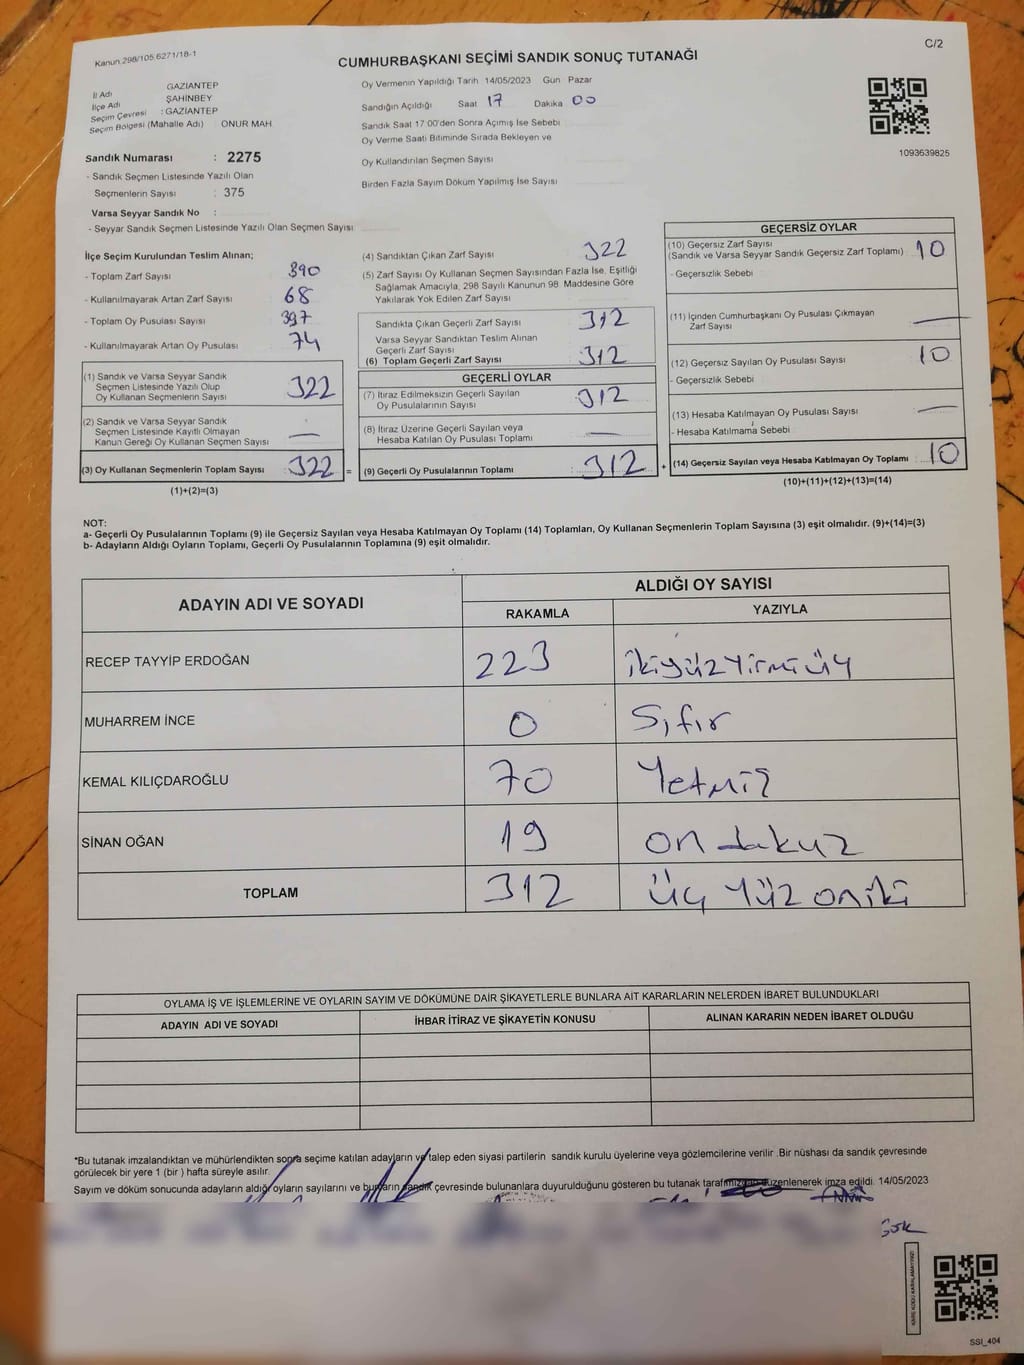 Kanun.298/105.6271/18-1
C/2
CUMHURBAŞKANI SEÇİMİ SANDIK SONUÇ TUTANAĞI
İl Adı GAZIANTEP
İlçe Adı ŞAHİNBEY
Seçim Çevresi : GAZIANTEP
Seçim Bölgesi (Mahalle Adı) ONUR MAH
Sandık Numarası : 2275
- Sandık Seçmen Listesinde Yazılı Olan
Seçmenlerin Sayısı : 375
Varsa Seyyar Sandık No :
- Seyyar Sandık Seçmen Listesinde Yazılı Olan Seçmen Sayısı
Oy Vermenin Yapıldığı Tarih 14/05/2023 Gün Pazar
Sandığın Açıldığı Saat 17 Dakika 00
Sandık Saat 17 00'den Sonra Açımış İse Sebebi
Oy Verme Saati Bitiminde Sırada Bekleyen ve
Oy Kullandırılan Seçmen Sayısı
Birden Fazla Sayım Döküm Yapılmış İse Sayısı
1093639825
İlçe Seçim Kurulundan Teslim Alınan;
- Toplam Zarf Sayısı 390
- Kullanılmayarak Artan Zarf Sayısı 68
- Toplam Oy Pusulası Sayısı 397
- Kullanılmayarak Artan Oy Pusulası 74
(1) Sandık ve Varsa Seyyar Sandık
Seçmen Listesinde Yazılı Olup
Oy Kullanan Seçmenlerin Sayısı 322
(2) Sandık ve Varsa Seyyar Sandık
Seçmen Listesinde Kayıtlı Olmayan
Kanun Gereği Oy Kullanan Seçmen Sayısı —
(3) Oy Kullanan Seçmenlerin Toplam Sayısı 322 =
(1)+(2)=(3)
(4) Sandıktan Çıkan Zarf Sayısı 322
(5) Zarf Sayısı Oy Kullanan Seçmen Sayısından Fazla İse, Eşitliği
Sağlamak Amacıyla, 298 Sayılı Kanunun 98 Maddesine Göre
Yakılarak Yok Edilen Zarf Sayısı
Sandıkta Çıkan Geçerli Zarf Sayısı 312
Varsa Seyyar Sandıktan Teslim Alınan
Geçerli Zarf Sayısı
(6) Toplam Geçerli Zarf Sayısı 312
GEÇERLİ OYLAR
(7) İtiraz Edilmeksizin Geçerli Sayılan
Oy Pusulalarının Sayısı 312
(8) İtiraz Üzerine Geçerli Sayılan veya
Hesaba Katılan Oy Pusulası Toplamı —
(9) Geçerli Oy Pusulalarının Toplamı : 312 +
GEÇERSİZ OYLAR
(10) Geçersiz Zarf Sayısı
(Sandık ve Varsa Seyyar Sandık Geçersiz Zarf Toplamı) 10
- Geçersizlik Sebebi
(11) İçinden Cumhurbaşkanı Oy Pusulası Çıkmayan
Zarf Sayısı —
(12) Geçersiz Sayılan Oy Pusulası Sayısı 10
- Geçersizlik Sebebi
(13) Hesaba Katılmayan Oy Pusulası Sayısı —
- Hesaba Katılmama Sebebi
(14) Geçersiz Sayılan veya Hesaba Katılmayan Oy Toplamı 10
(10)+(11)+(12)+(13)=(14)
NOT:
a- Geçerli Oy Pusulalarının Toplamı (9) ile Geçersiz Sayılan veya Hesaba Katılmayan Oy Toplamı (14) Toplamları, Oy Kullanan Seçmenlerin Toplam Sayısına (3) eşit olmalıdır. (9)+(14)=(3)
b- Adayların Aldığı Oyların Toplamı, Geçerli Oy Pusulalarının Toplamına (9) eşit olmalıdır.
ADAYIN ADI VE SOYADI ALDIĞI OY SAYISI
RAKAMLA YAZIYLA
RECEP TAYYİP ERDOĞAN 223 ikiyüzyirmiüç
MUHARREM İNCE 0 Sıfır
KEMAL KILIÇDAROĞLU 70 Yetmiş
SİNAN OĞAN 19 on dokuz
TOPLAM 312 üç yüz oniki
OYLAMA İŞ VE İŞLEMLERİNE VE OYLARIN SAYIM VE DÖKÜMÜNE DAİR ŞİKAYETLERLE BUNLARA AİT KARARLARIN NELERDEN İBARET BULUNDUKLARI
ADAYIN ADI VE SOYADI İHBAR İTİRAZ VE ŞİKAYETİN KONUSU ALINAN KARARIN NEDEN İBARET OLDUĞU
*Bu tutanak imzalandıktan ve mühürlendikten sonra seçime katılan adayların ve talep eden siyasi partilerin sandık kurulu üyelerine veya gözlemcilerine verilir .Bir nüshası da sandık çevresinde
görülecek bir yere 1 (bir ) hafta süreyle asılır.
Sayım ve döküm sonucunda adayların aldığı oyların sayılarını ve bunların sandık çevresinde bulunanlara duyurulduğunu gösteren bu tutanak tarafımızdan düzenlenerek imza edildi. 14/05/2023
SSI_404